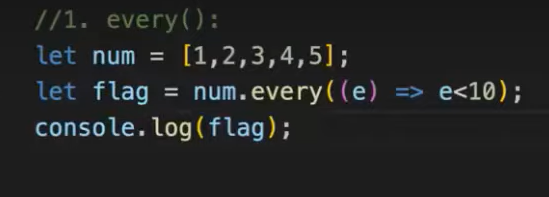 //1. every():
let num = [1,2,3,4,5];
let flag = num.every((e) => e<10);
console.log(flag);